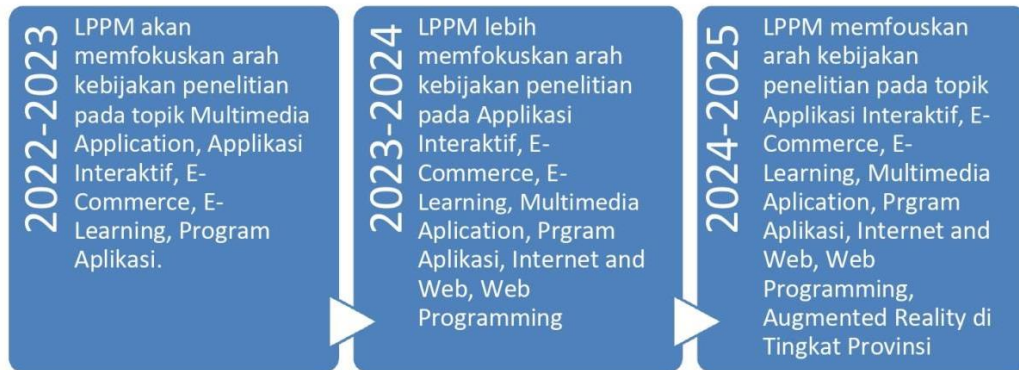 2022-2023
LPPM akan
memfokuskan arah
kebijakan penelitian
pada topik Multimedia
Application, Applikasi
Interaktif, E-
Commerce, E-
Learning, Program
Aplikasi.
2023-2024
LPPM lebih
memfokuskan arah
kebijakan penelitian
pada Applikasi
Interaktif, E-
Commerce, E-
Learning, Multimedia
Aplication, Prgram
Aplikasi, Internet and
Web, Web
Programming
2024-2025
LPPM memfouskan
arah kebijakan
penelitian pada topik
Applikasi Interaktif, E-
Commerce, E-
Learning, Multimedia
Aplication, Prgram
Aplikasi, Internet and
Web, Web
Programming,
Augmented Reality di
Tingkat Provinsi